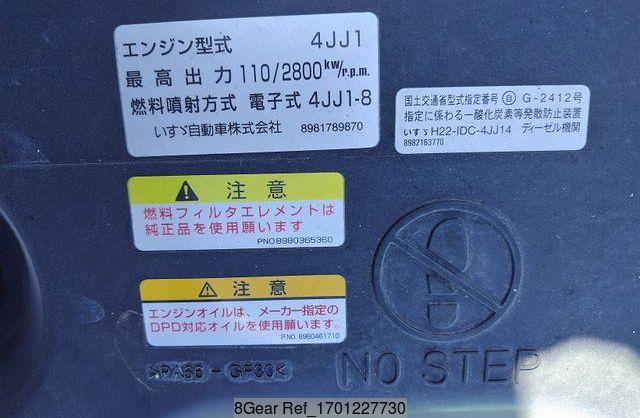 エンジン型式 4JJ1
最高出力 110/2800 kw/r.p.m.
燃料噴射方式 電子式 4JJ1-8
いすゞ自動車株式会社 8981789870
国土交通省型式指定番号 自 G-2412号
指定に係わる一酸化炭素等発散防止装置
いすゞ H22-IDC-4JJ14 ディーゼル機関
8982163770
注意
燃料フィルタエレメントは
純正品を使用願います
PNO8980365360
注意
エンジンオイルは、メーカー指定の
DPD対応オイルを使用願います。
PNO. 8980461710
>PA66-GF30<
NO STEP
8Gear Ref_1701227730